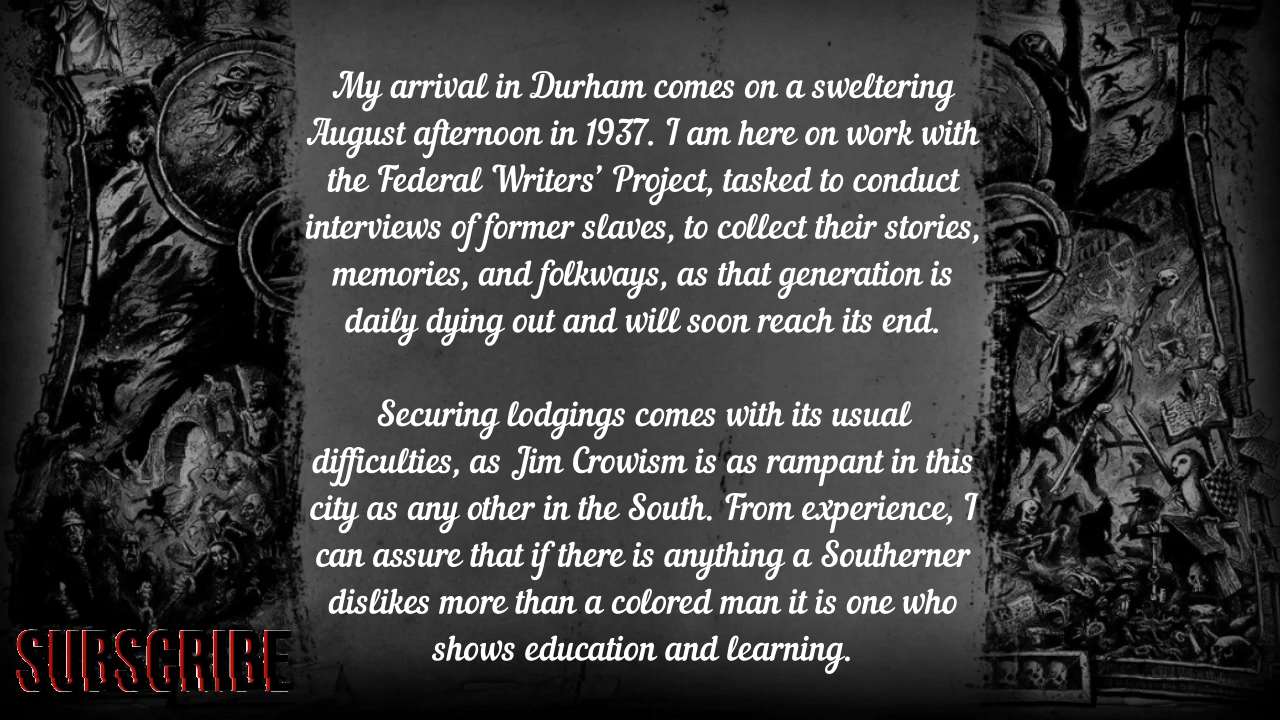 My arrival in Durham comes on a sweltering
August afternoon in 1937. I am here on work with
the Federal Writers’ Project, tasked to conduct
interviews of former slaves, to collect their stories,
memories, and folkways, as that generation is
daily dying out and will soon reach its end.
Securing lodgings comes with its usual
difficulties, as Jim Crowism is as rampant in this
city as any other in the South. From experience, I
can assure that if there is anything a Southerner
dislikes more than a colored man it is one who
shows education and learning.
SUBSCRIBE